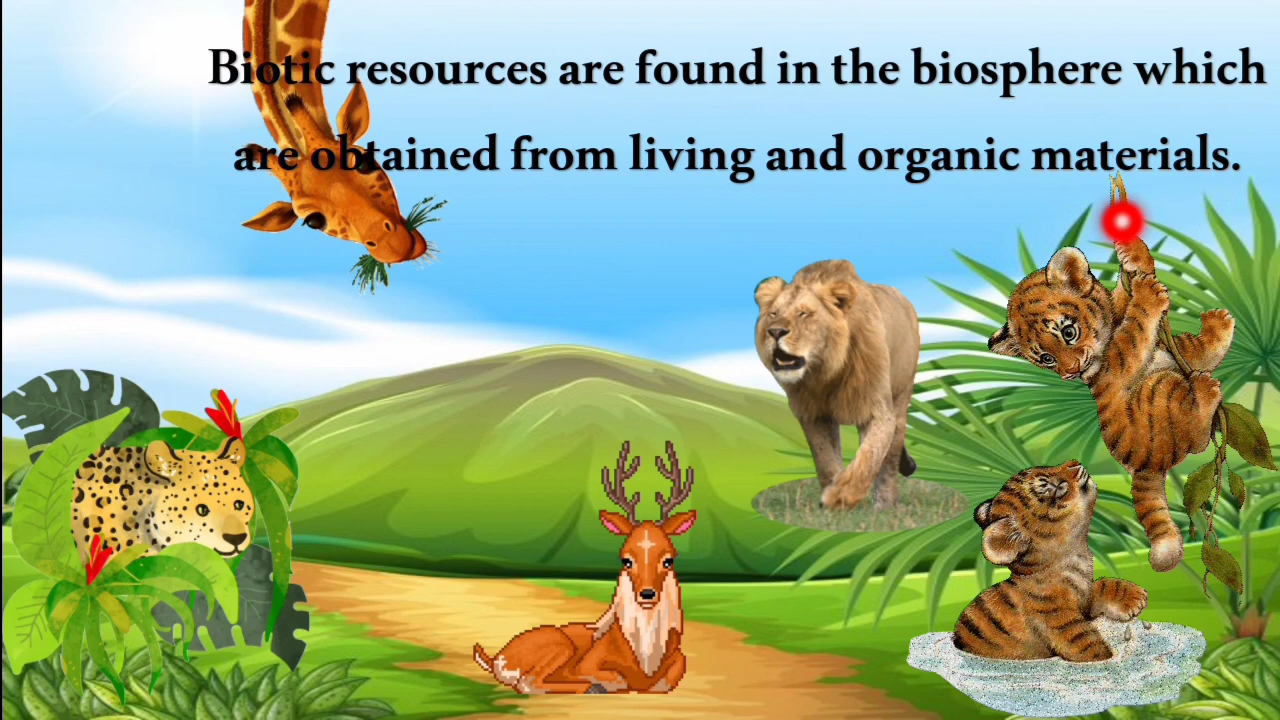 Biotic resources are found in the biosphere which
are obtained from living and organic materials.